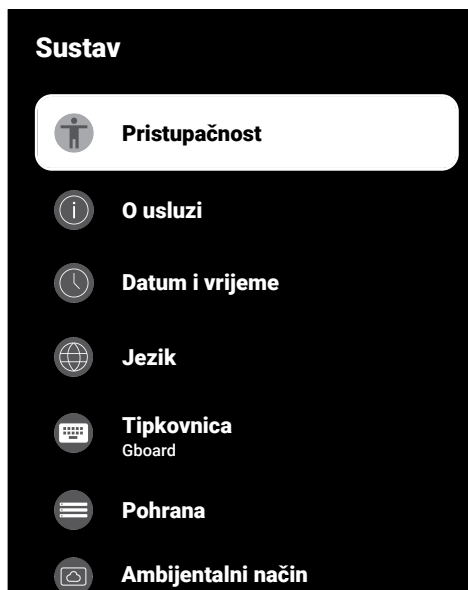 Sustav
Pristupačnost
O usluzi
Datum i vrijeme
Jezik
Tipkovnica
Gboard
Pohrana
Ambijentalni način